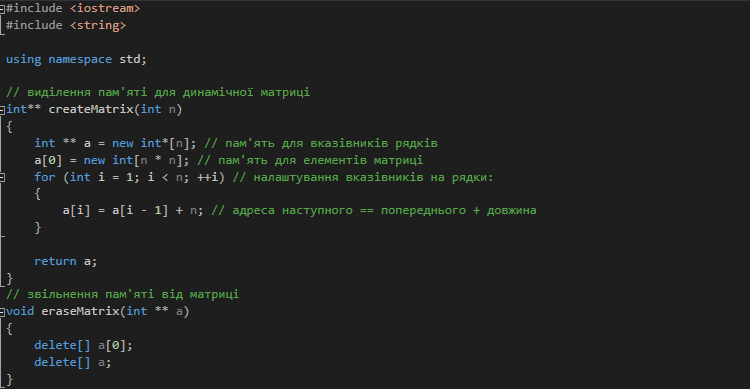 #include <iostream>
#include <string>
using namespace std;
// виділення пам'яті для динамічної матриці
int** createMatrix(int n)
{
int ** a = new int*[n]; // пам'ять для вказівників рядків
a[0] = new int[n * n]; // пам'ять для елементів матриці
for (int i = 1; i < n; ++i) // налаштування вказівників на рядки:
{
a[i] = a[i - 1] + n; // адреса наступного == попереднього + довжина
}
return a;
}
// звільнення пам'яті від матриці
void eraseMatrix(int ** a)
{
delete[] a[0];
delete[] a;
}